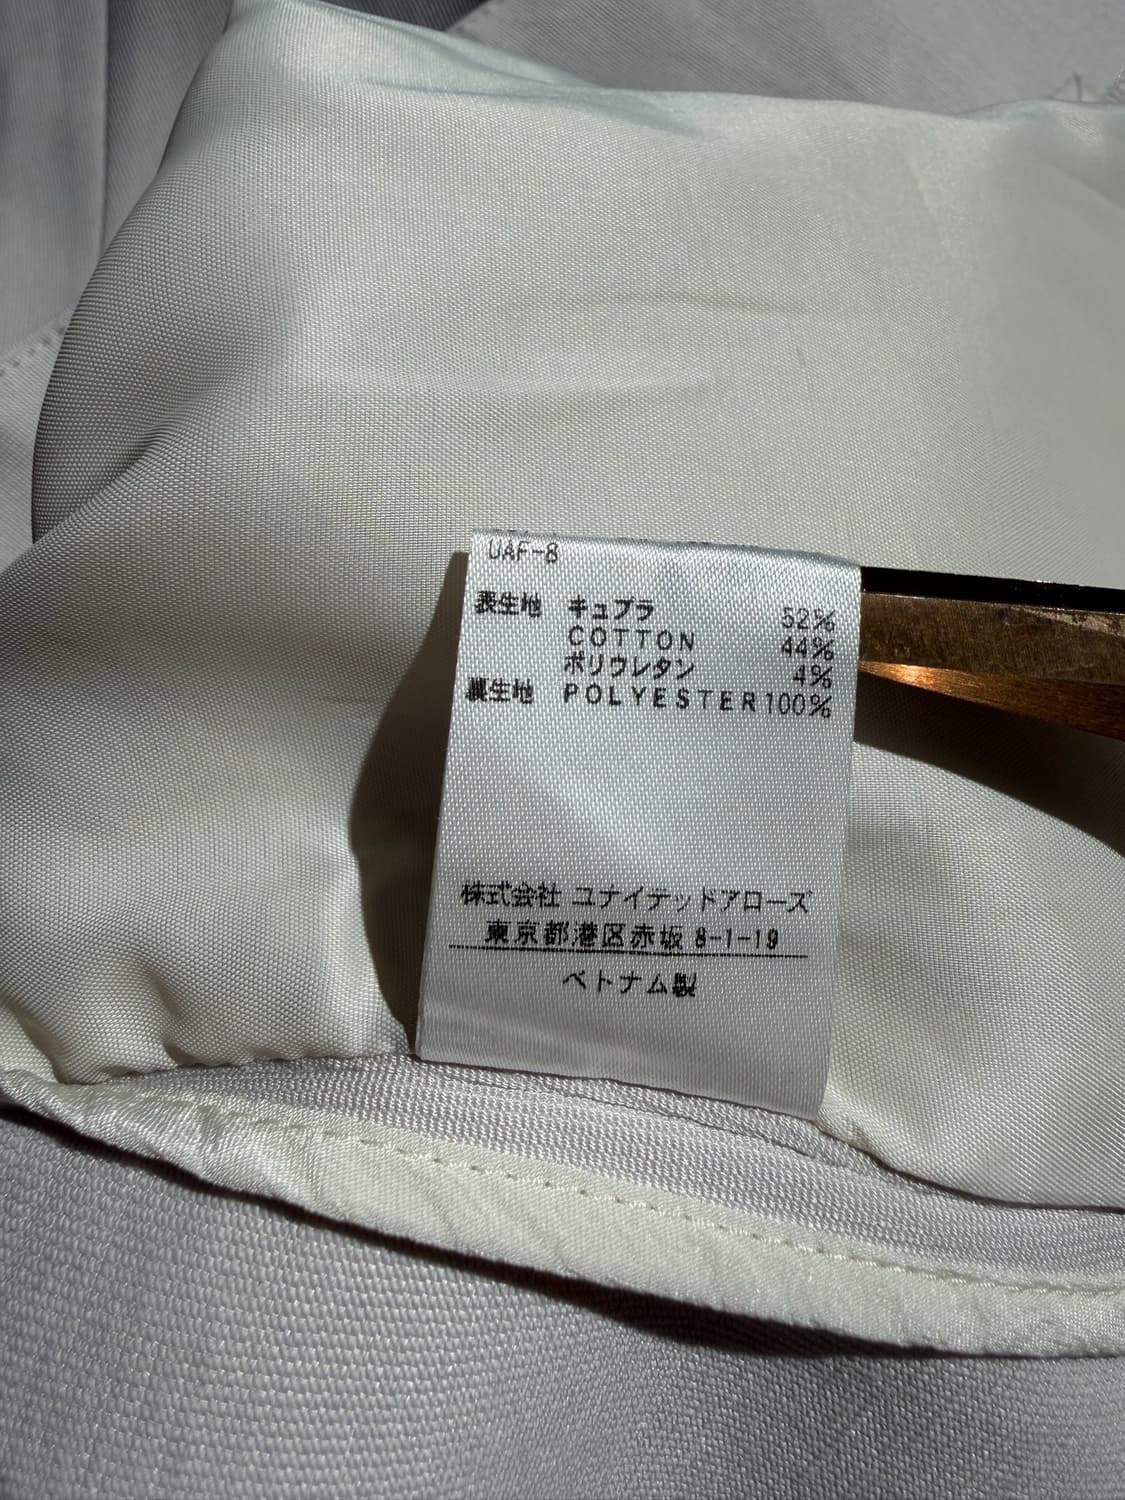 UAF-8
表生地 キュプラ 52%
COTTON 44%
ポリウレタン 4%
裏生地 POLYESTER 100%
株式会社 ユナイテッドアローズ
東京都港区赤坂 8-1-19
ベトナム製